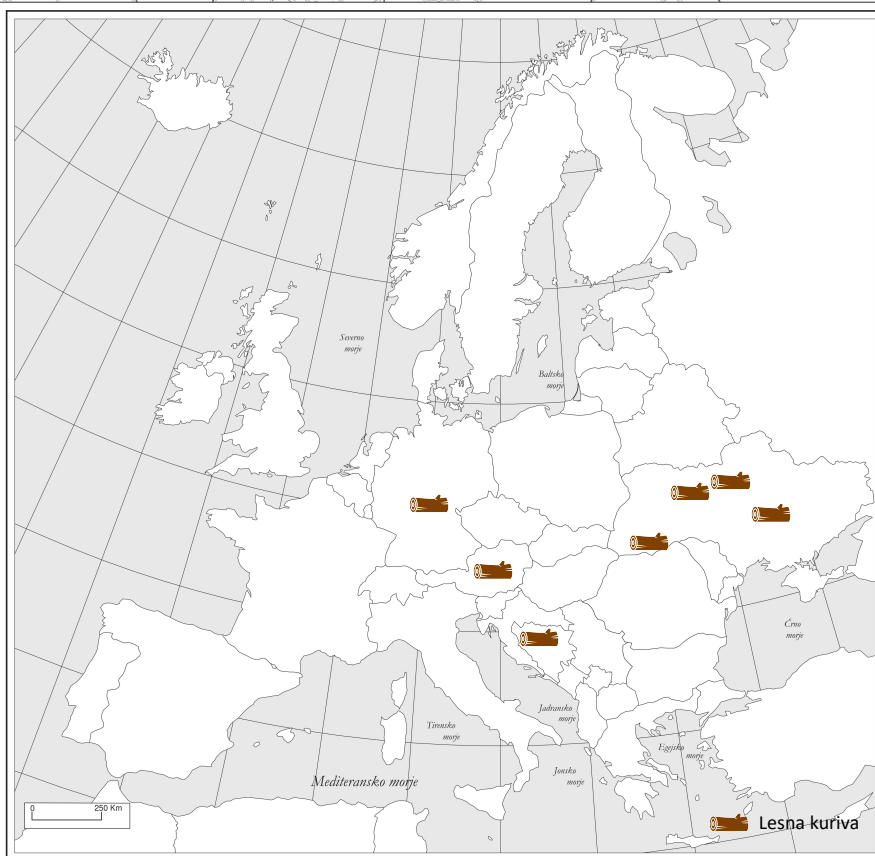 Severno
morje
Baltsko
morje
Črno
morje
Jadransko
morje
Tirensko
morje
Egejsko
morje
Jonsko
morje
Mediteransko morje
0 250 Km
Lesna kuriva